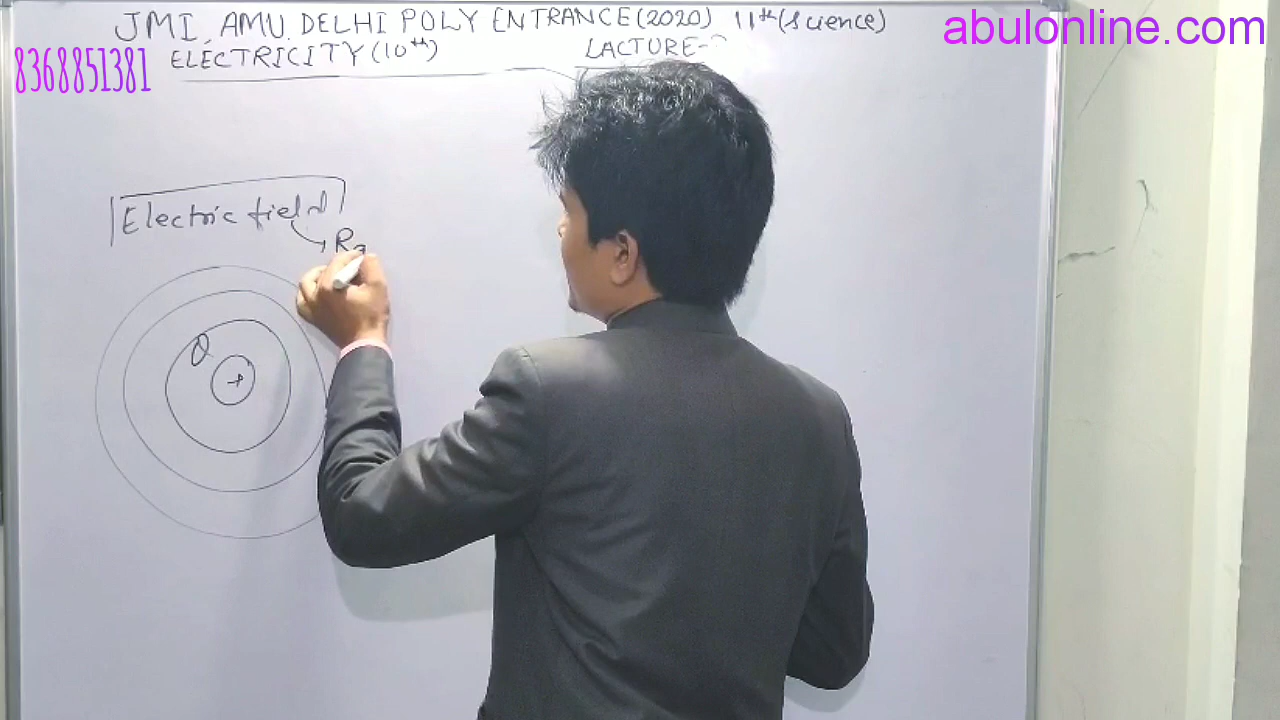 JMI, AMU, DELHI POLY ENTRANCE(2020) 11th(Science)
abulonline.com
8368851381
ELECTRICITY(10th)
LACTURE-
Electric field
Q
+